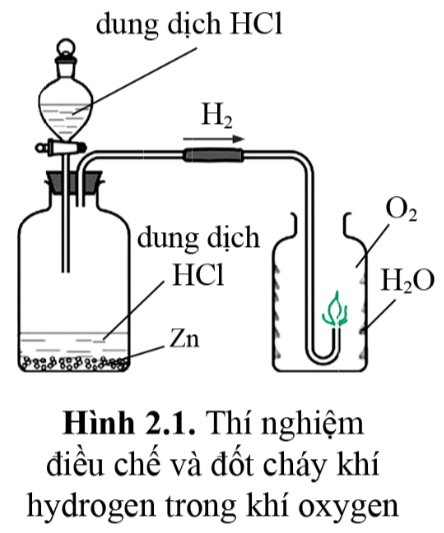 dung dịch HCl
H₂
O₂
dung dịch
HCl
H₂O
Zn
Hình 2.1. Thí nghiệm
điều chế và đốt cháy khí
hydrogen trong khí oxygen